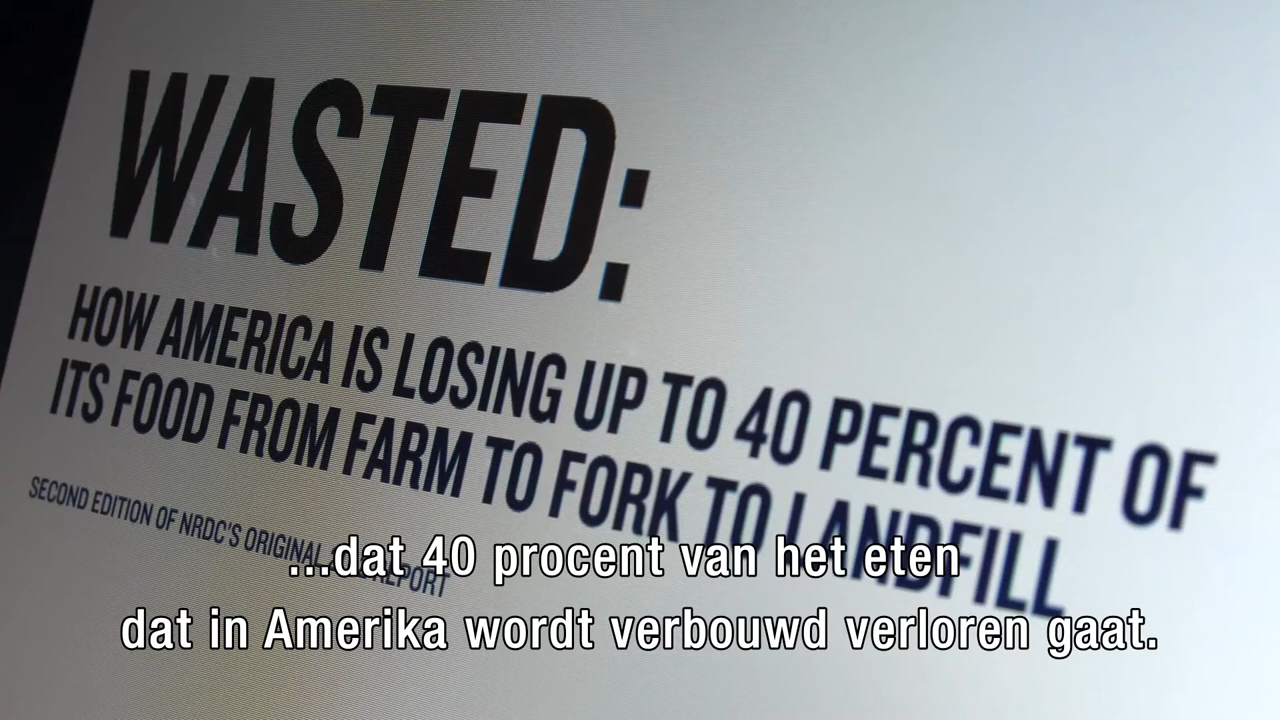 WASTED:
HOW AMERICA IS LOSING UP TO 40 PERCENT OF
ITS FOOD FROM FARM TO FORK TO LANDFILL
SECOND EDITION OF NRDC'S ORIGINAL REPORT
...dat 40 procent van het eten
dat in Amerika wordt verbouwd verloren gaat.